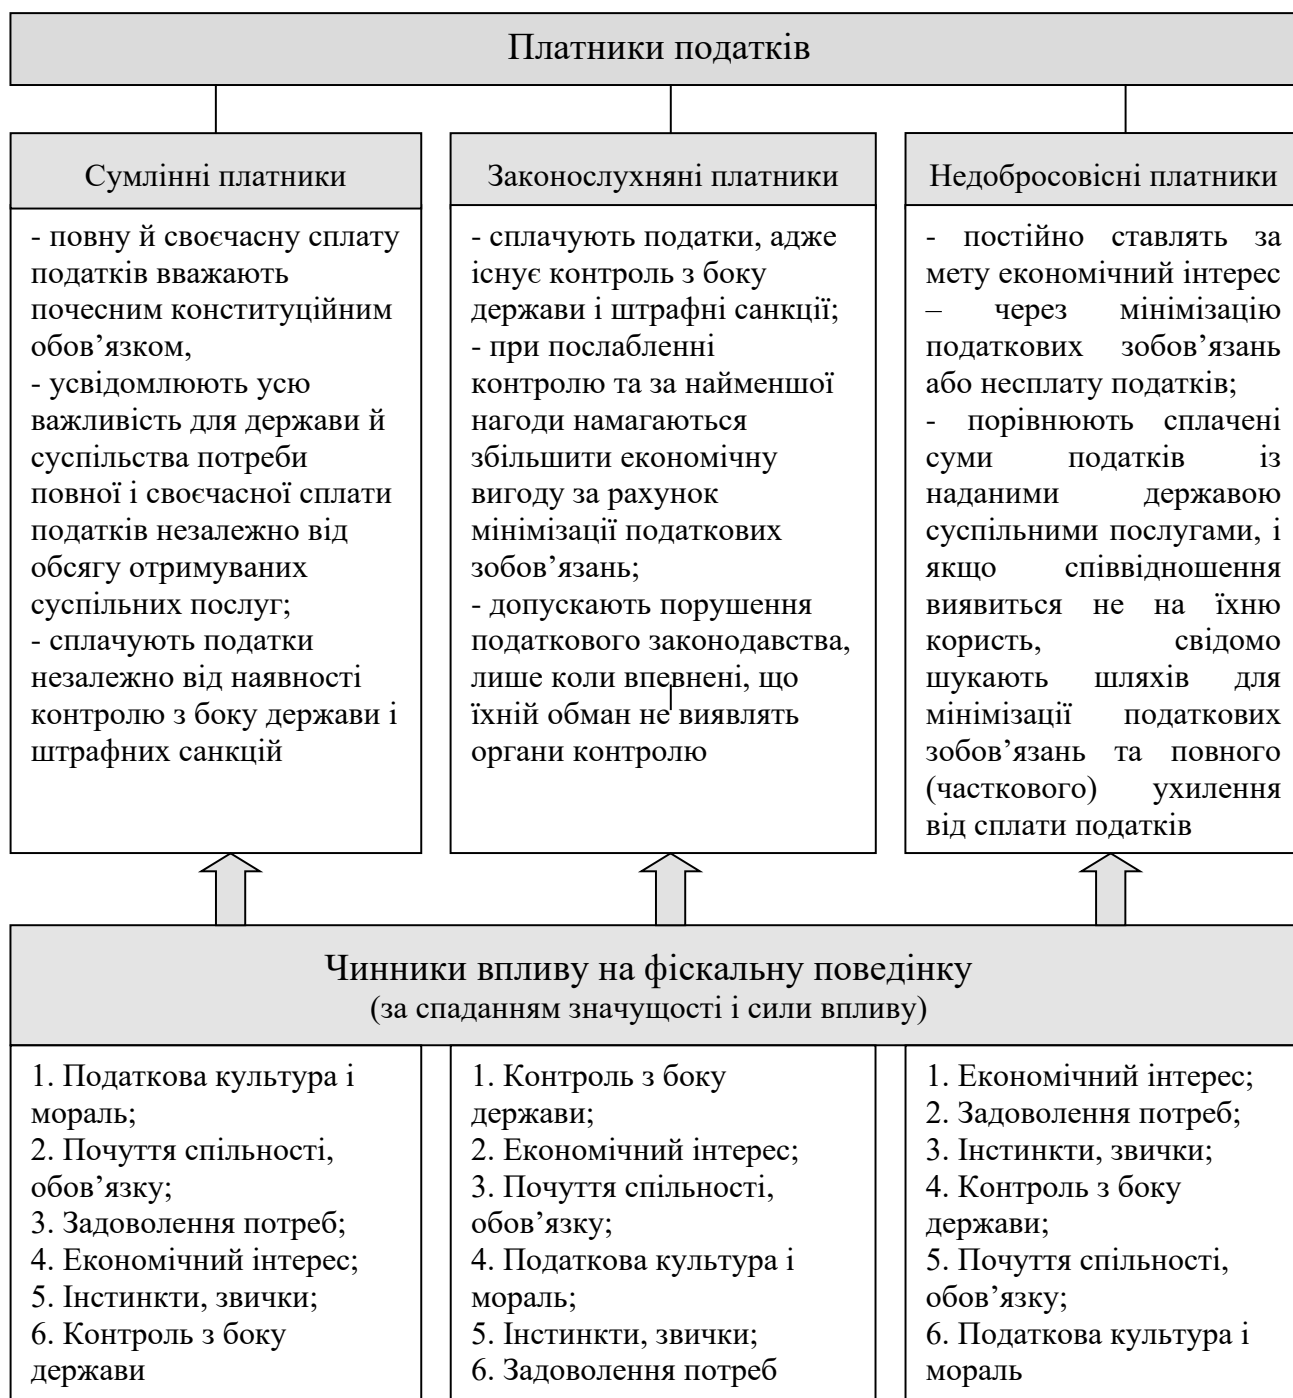 Платники податків
Сумлінні платники
- повну й своєчасну сплату
податків вважають
почесним конституційним
обов’язком,
- усвідомлюють усю
важливість для держави й
суспільства потреби
повної і своєчасної сплати
податків незалежно від
обсягу отримуваних
суспільних послуг;
- сплачують податки
незалежно від наявності
контролю з боку держави і
штрафних санкцій
Законослухняні платники
- сплачують податки, адже
існує контроль з боку
держави і штрафні санкції;
- при послабленні
контролю та за найменшої
нагоди намагаються
збільшити економічну
вигоду за рахунок
мінімізації податкових
зобов’язань;
- допускають порушення
податкового законодавства,
лише коли впевнені, що
їхній обман не виявлять
органи контролю
Недобросовісні платники
- постійно ставлять за
мету економічний інтерес
– через мінімізацію
податкових зобов’язань
або несплату податків;
- порівнюють сплачені
суми податків із
наданими державою
суспільними послугами, і
якщо співвідношення
виявиться не на їхню
користь, свідомо
шукають шляхів для
мінімізації податкових
зобов’язань та повного
(часткового) ухилення
від сплати податків
Чинники впливу на фіскальну поведінку
(за спаданням значущості і сили впливу)
1. Податкова культура і
мораль;
2. Почуття спільності,
обов’язку;
3. Задоволення потреб;
4. Економічний інтерес;
5. Інстинкти, звички;
6. Контроль з боку
держави
1. Контроль з боку
держави;
2. Економічний інтерес;
3. Почуття спільності,
обов’язку;
4. Податкова культура і
мораль;
5. Інстинкти, звички;
6. Задоволення потреб
1. Економічний інтерес;
2. Задоволення потреб;
3. Інстинкти, звички;
4. Контроль з боку
держави;
5. Почуття спільності,
обов’язку;
6. Податкова культура і
мораль